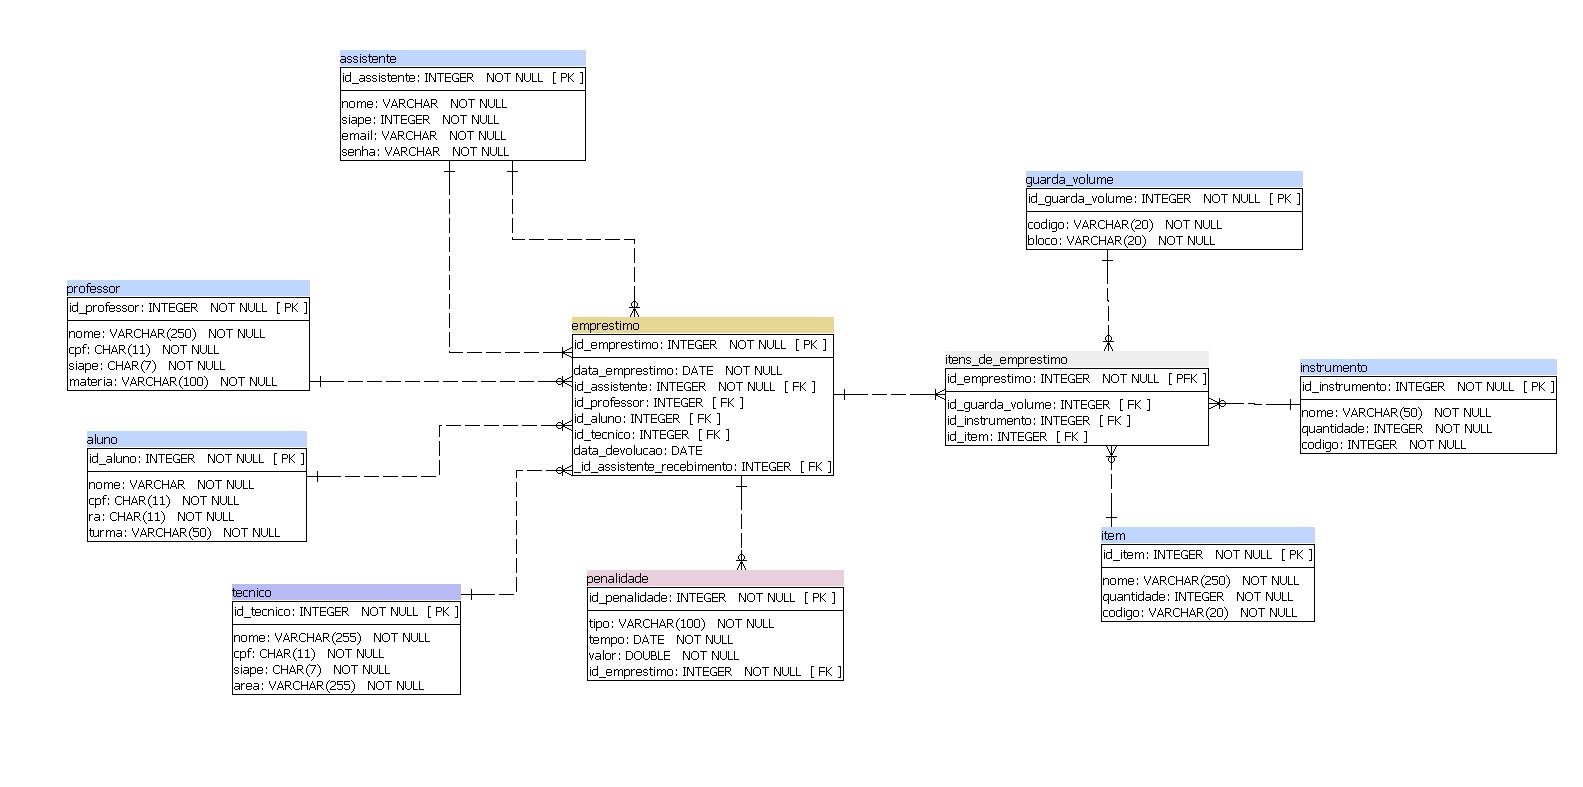 assistente
id_assistente: INTEGER NOT NULL [ PK ]
nome: VARCHAR NOT NULL
siape: INTEGER NOT NULL
email: VARCHAR NOT NULL
senha: VARCHAR NOT NULL
guarda_volume
id_guarda_volume: INTEGER NOT NULL [ PK ]
codigo: VARCHAR(20) NOT NULL
bloco: VARCHAR(20) NOT NULL
professor
id_professor: INTEGER NOT NULL [ PK ]
nome: VARCHAR(250) NOT NULL
cpf: CHAR(11) NOT NULL
siape: CHAR(7) NOT NULL
materia: VARCHAR(100) NOT NULL
emprestimo
id_emprestimo: INTEGER NOT NULL [ PK ]
data_emprestimo: DATE NOT NULL
id_assistente: INTEGER NOT NULL [ FK ]
id_professor: INTEGER [ FK ]
id_aluno: INTEGER [ FK ]
id_tecnico: INTEGER [ FK ]
data_devolucao: DATE
_id_assistente_recebimento: INTEGER [ FK ]
itens_de_emprestimo
id_emprestimo: INTEGER NOT NULL [ PFK ]
id_guarda_volume: INTEGER [ FK ]
id_instrumento: INTEGER [ FK ]
id_item: INTEGER [ FK ]
instrumento
id_instrumento: INTEGER NOT NULL [ PK ]
nome: VARCHAR(50) NOT NULL
quantidade: INTEGER NOT NULL
codigo: INTEGER NOT NULL
aluno
id_aluno: INTEGER NOT NULL [ PK ]
nome: VARCHAR NOT NULL
cpf: CHAR(11) NOT NULL
ra: CHAR(11) NOT NULL
turma: VARCHAR(50) NOT NULL
item
id_item: INTEGER NOT NULL [ PK ]
nome: VARCHAR(250) NOT NULL
quantidade: INTEGER NOT NULL
codigo: VARCHAR(20) NOT NULL
tecnico
id_tecnico: INTEGER NOT NULL [ PK ]
nome: VARCHAR(255) NOT NULL
cpf: CHAR(11) NOT NULL
siape: CHAR(7) NOT NULL
area: VARCHAR(255) NOT NULL
penalidade
id_penalidade: INTEGER NOT NULL [ PK ]
tipo: VARCHAR(100) NOT NULL
tempo: DATE NOT NULL
valor: DOUBLE NOT NULL
id_emprestimo: INTEGER NOT NULL [ FK ]